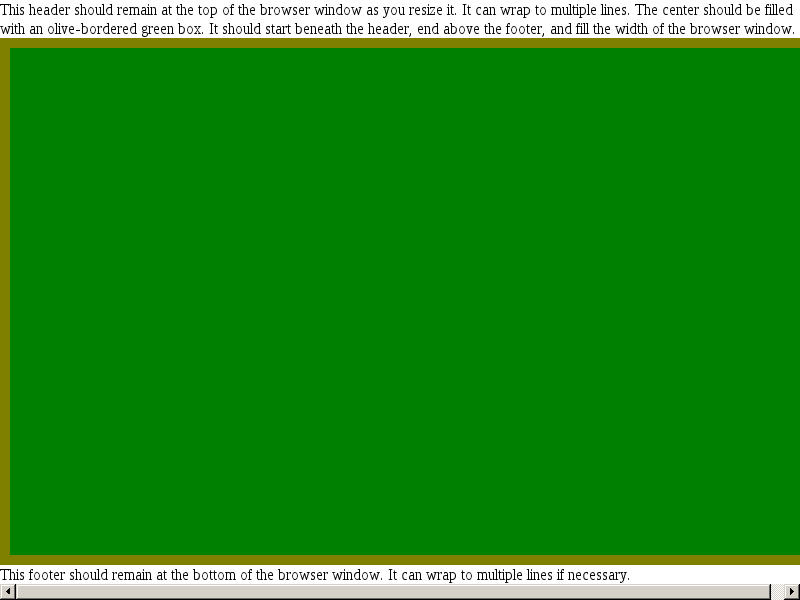 This header should remain at the top of the browser window as you resize it. It can wrap to multiple lines. The center should be filled
with an olive-bordered green box. It should start beneath the header, end above the footer, and fill the width of the browser window.
This footer should remain at the bottom of the browser window. It can wrap to multiple lines if necessary.